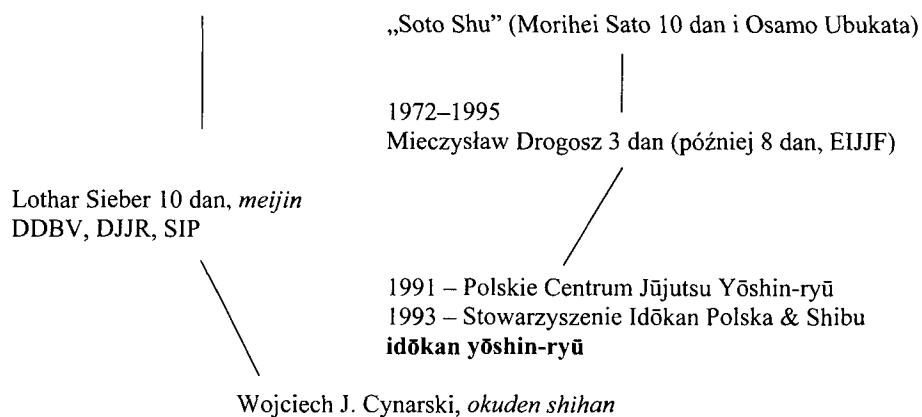 „Soto Shu” (Morihei Sato 10 dan i Osamo Ubukata)
1972–1995
Mieczysław Drogosz 3 dan (później 8 dan, EIJJF)
Lothar Sieber 10 dan, meijin
DDBV, DJJR, SIP
1991 – Polskie Centrum Jūjutsu Yōshin-ryū
1993 – Stowarzyszenie Idōkan Polska & Shibu
idōkan yōshin-ryū
Wojciech J. Cynarski, okuden shihan